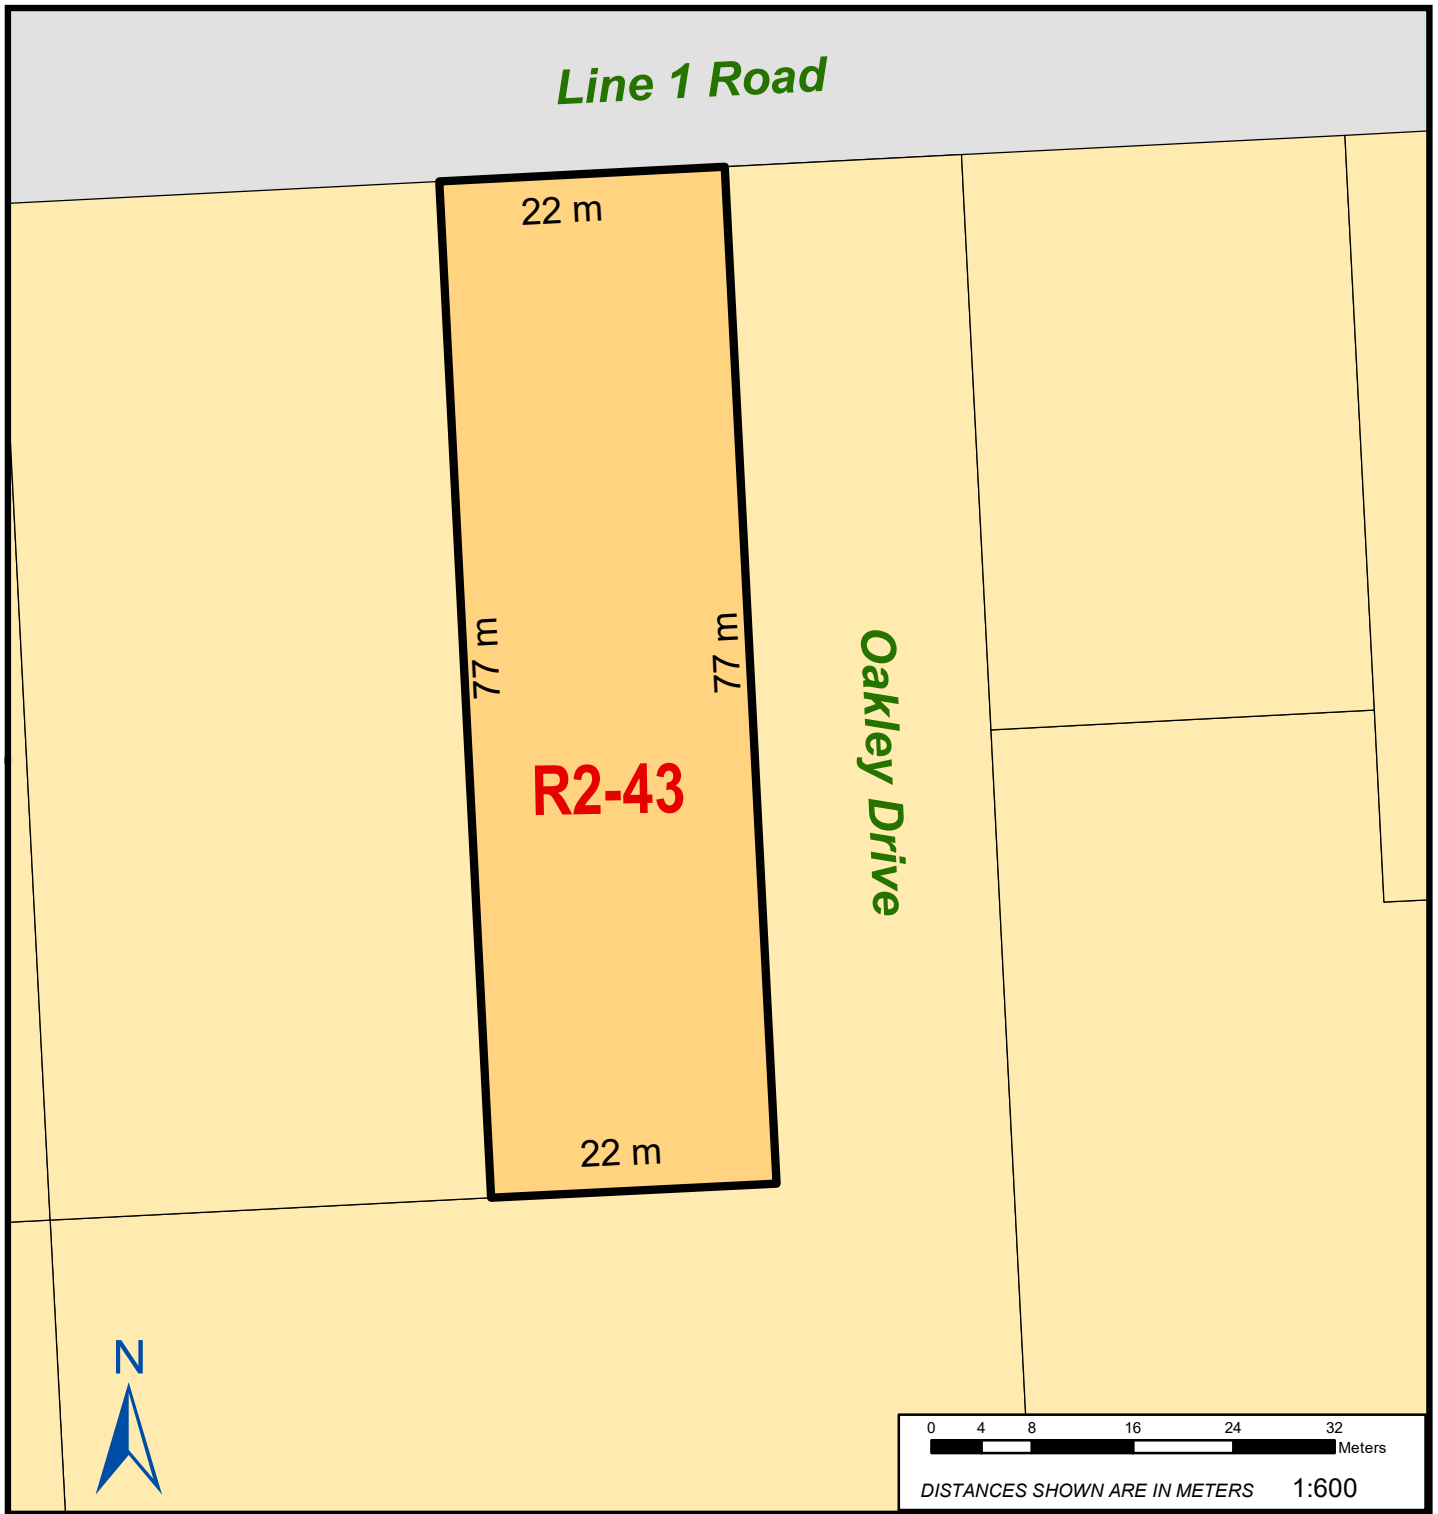 Line 1 Road
22 m
77 m
77 m
R2-43
Oakley Drive
22 m
N
0 4 8 16 24 32
Meters
DISTANCES SHOWN ARE IN METERS 1:600